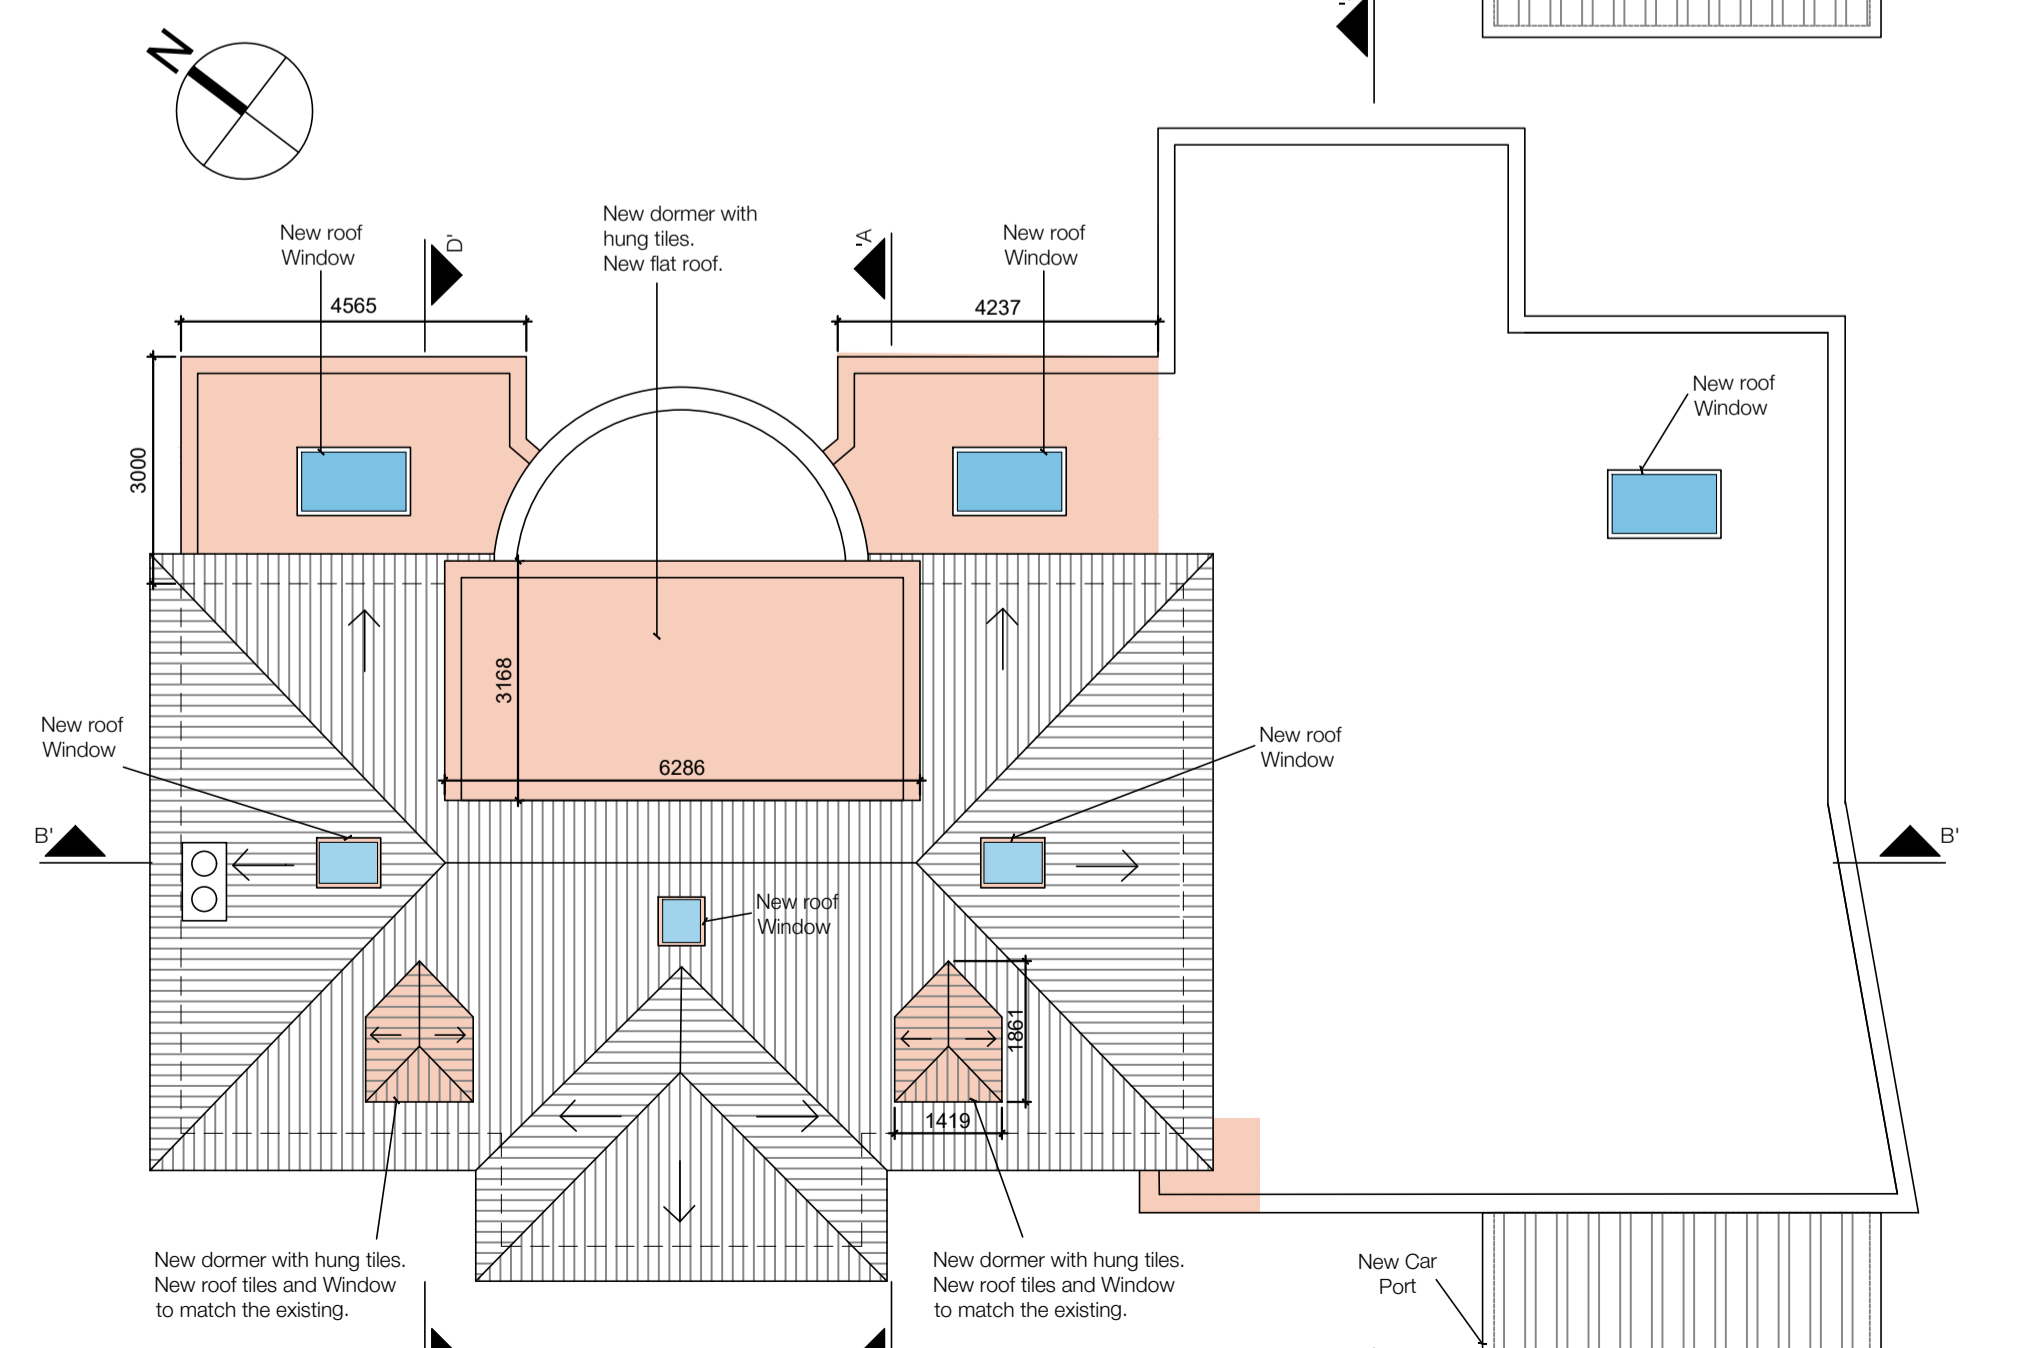 N
New roof
Window
D'
New dormer with
hung tiles.
New flat roof.
'A
New roof
Window
4565
4237
3000
New roof
Window
3168
6286
New roof
Window
New roof
Window
B'
B'
New roof
Window
1861
1419
New dormer with hung tiles.
New roof tiles and Window
to match the existing.
New dormer with hung tiles.
New roof tiles and Window
to match the existing.
New Car
Port